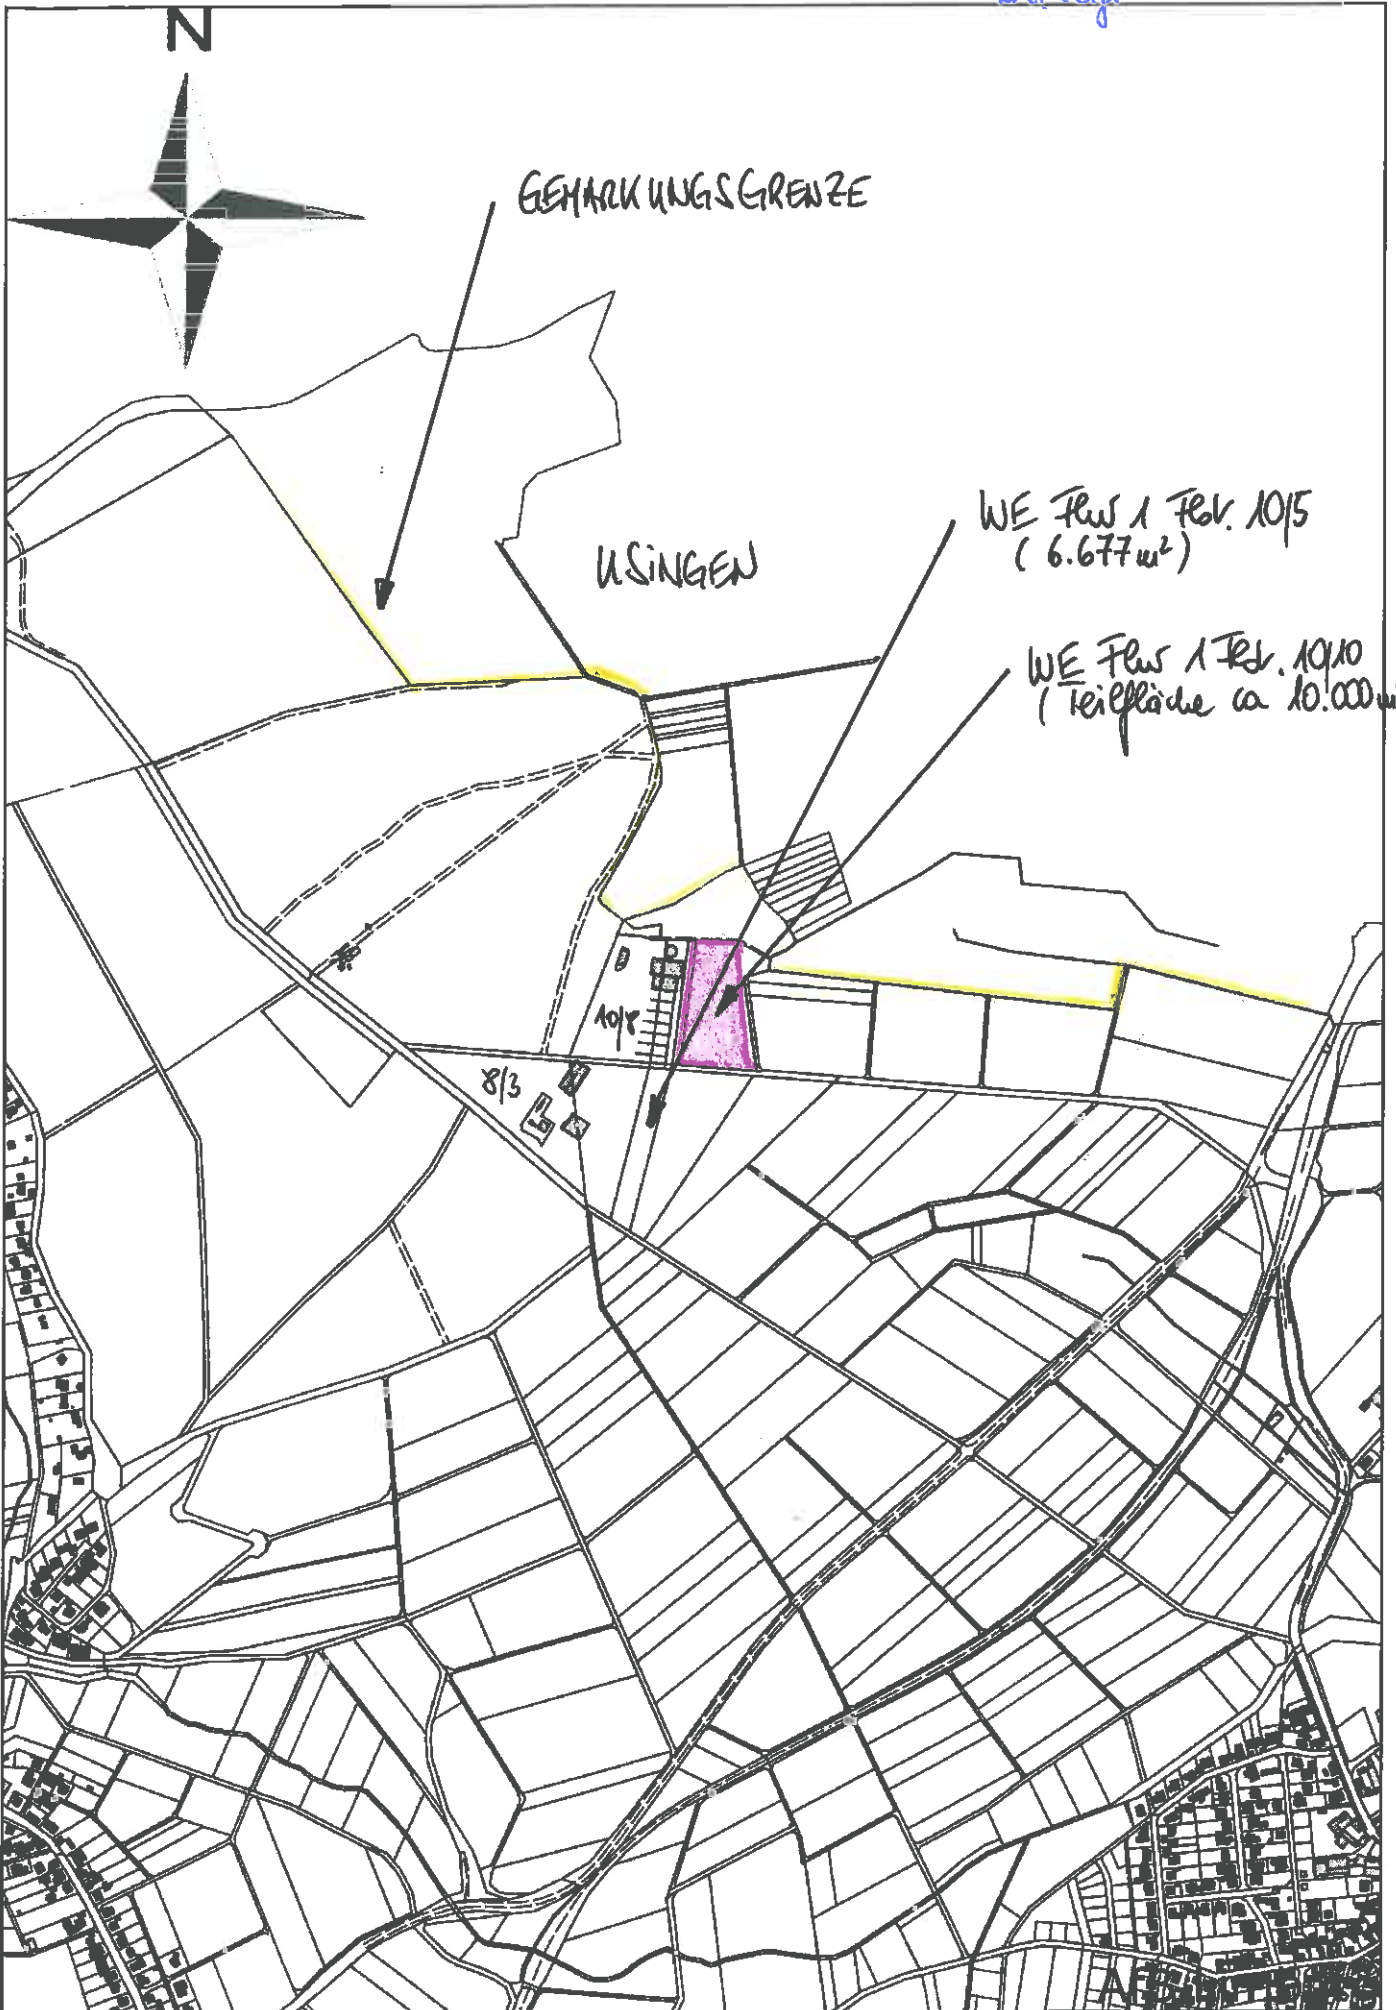 N
GEMARKUNGSGRENZE
WE Flur 1 Flst. 10/5
( 6.677 m² )
USINGEN
WE Flur 1 Flst. 10/10
( Teilfläche ca 10.000 m
10/8
8/3